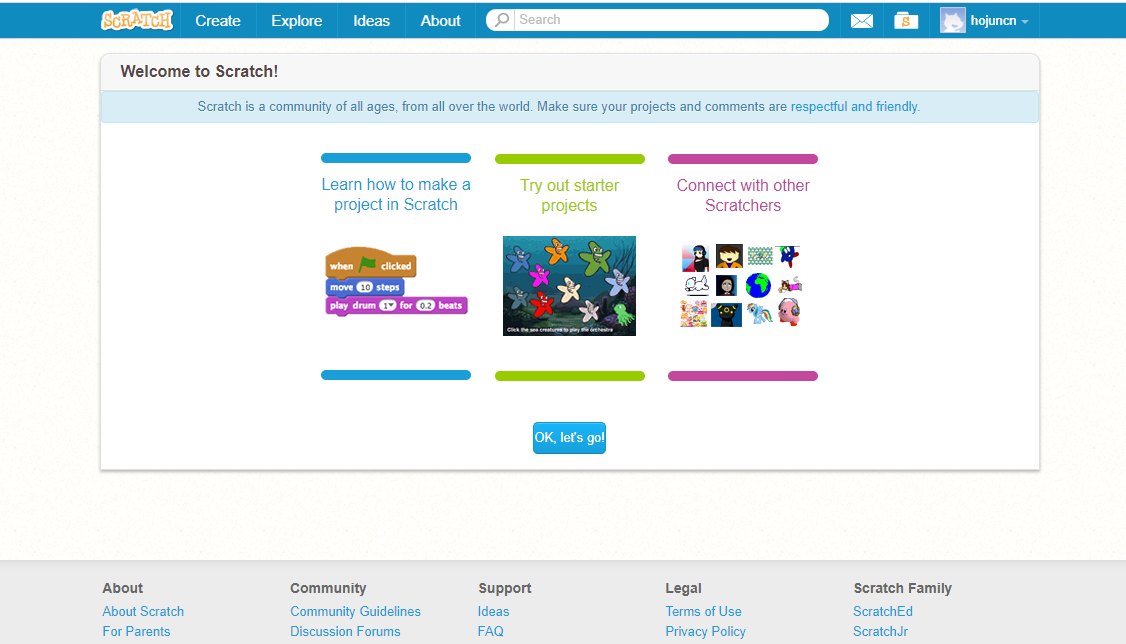 SCRATCH Create Explore Ideas About Search S hojuncn
Welcome to Scratch!
Scratch is a community of all ages, from all over the world. Make sure your projects and comments are respectful and friendly.
Learn how to make a
project in Scratch
Try out starter
projects
Connect with other
Scratchers
when clicked
move 10 steps
play drum 1 for 0.2 beats
Click the sea creatures to play the orchestra
OK, let's go!
About Community Support Legal Scratch Family
About Scratch Community Guidelines Ideas Terms of Use ScratchEd
For Parents Discussion Forums FAQ Privacy Policy ScratchJr